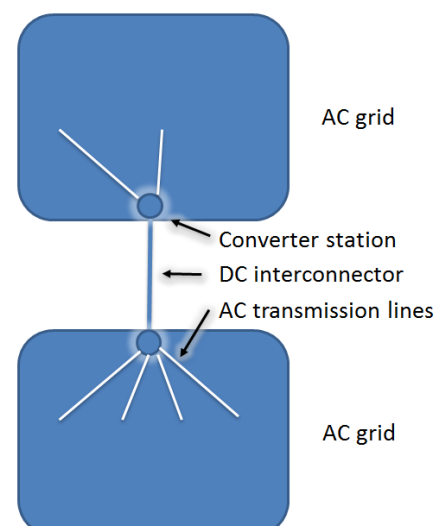 AC grid
Converter station
DC interconnector
AC transmission lines
AC grid